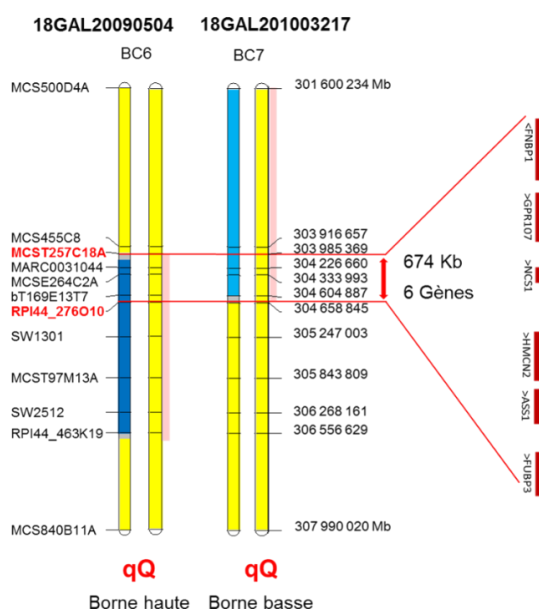 18GAL20090504 18GAL201003217
BC6 BC7
MCS500D4A 301 600 234 Mb
MCS455C8 303 916 657
MCST257C18A 303 985 369
MARC0031044 304 226 660
MCSE264C2A 304 333 993
bT169E13T7 304 604 887
RPI44_276O10 304 658 845
674 Kb
6 Gènes
SW1301 305 247 003
MCST97M13A 305 843 809
SW2512 306 268 161
RPI44_463K19 306 556 629
MCS840B11A 307 990 020 Mb
qQ qQ
Borne haute Borne basse
<FNBP1
>GPR107
>NCS1
>HMCN2
>ASS1
>FUBP3